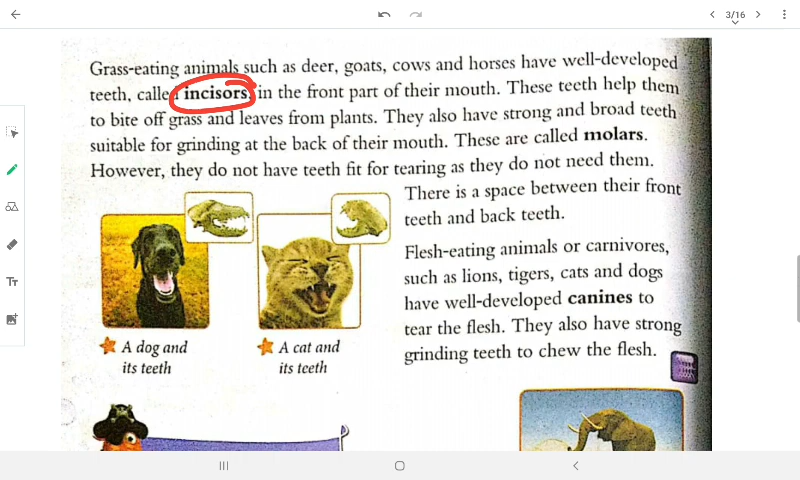 3/16
Grass-eating animals such as deer, goats, cows and horses have well-developed
teeth, called incisors, in the front part of their mouth. These teeth help them
to bite off grass and leaves from plants. They also have strong and broad teeth
suitable for grinding at the back of their mouth. These are called molars.
However, they do not have teeth fit for tearing as they do not need them.
There is a space between their front
teeth and back teeth.
Flesh-eating animals or carnivores,
such as lions, tigers, cats and dogs
have well-developed canines to
tear the flesh. They also have strong
grinding teeth to chew the flesh.
A dog and
its teeth
A cat and
its teeth
Tт